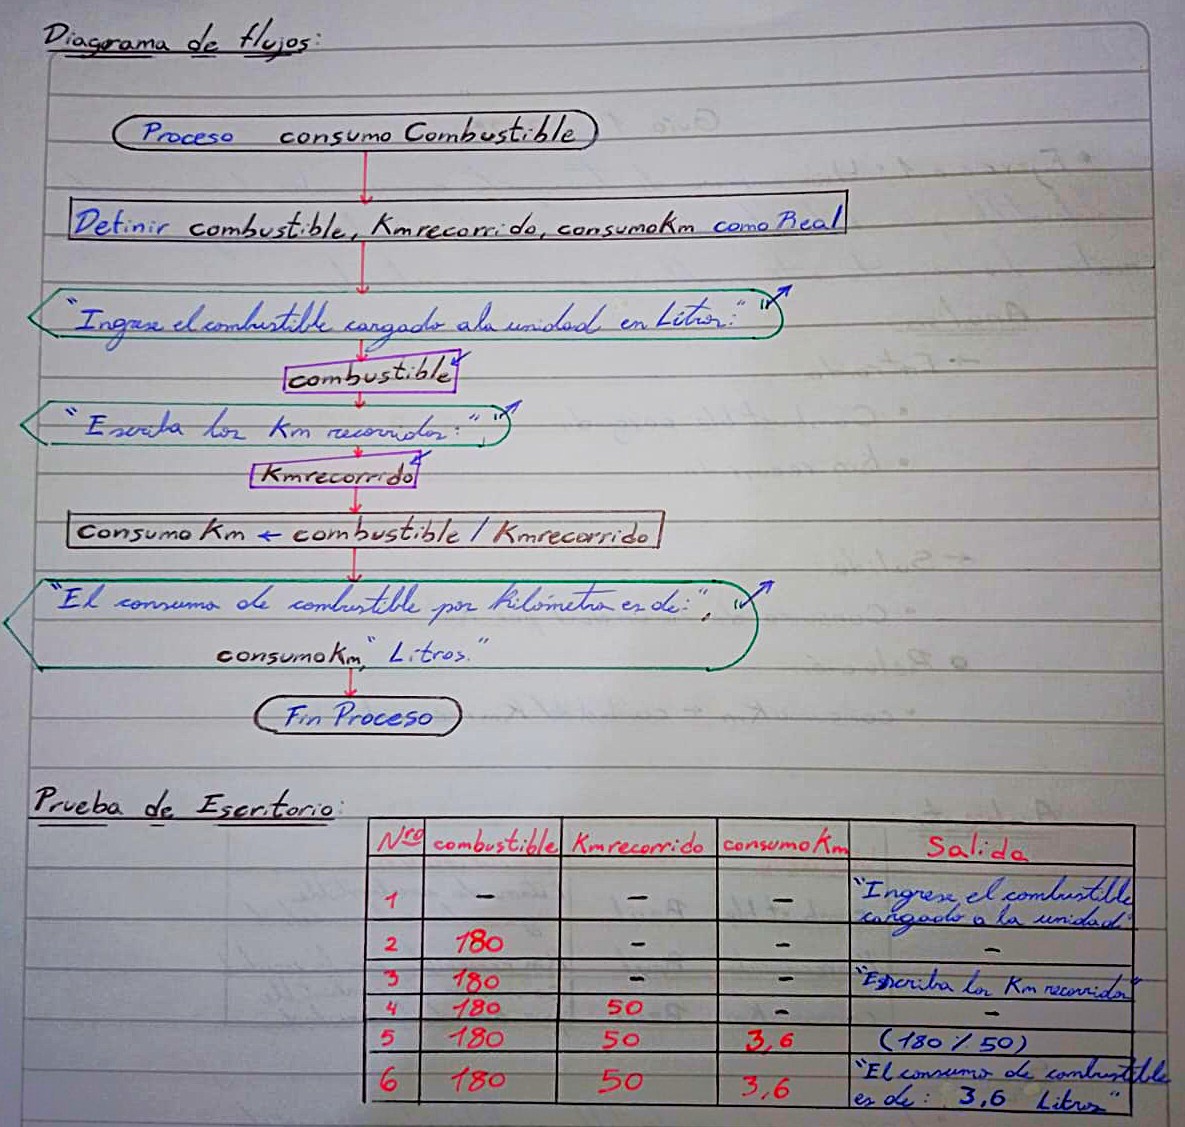 Diagrama de flujos:
Proceso consumo Combustible
Definir combustible, Kmrecorrido, consumoKm como Real
"Ingrese el combustible cargado a la unidad en Litros:"
combustible
"Escriba los Km recorridos:",
Kmrecorrido
consumo Km ← combustible / Kmrecorrido
"El consumo de combustible por Kilómetro es de:",
consumoKm, "Litros."
Fin Proceso
Prueba de Escritorio:
Nro combustible Kmrecorrido consumoKm Salida
1 - - - "Ingrese el combustible
cargado a la unidad"
2 180 - - -
3 180 - - "Escriba los Km recorridos"
4 180 50 - -
5 180 50 3,6 (180 / 50)
6 180 50 3,6 "El consumo de combustible
es de: 3,6 Litros"